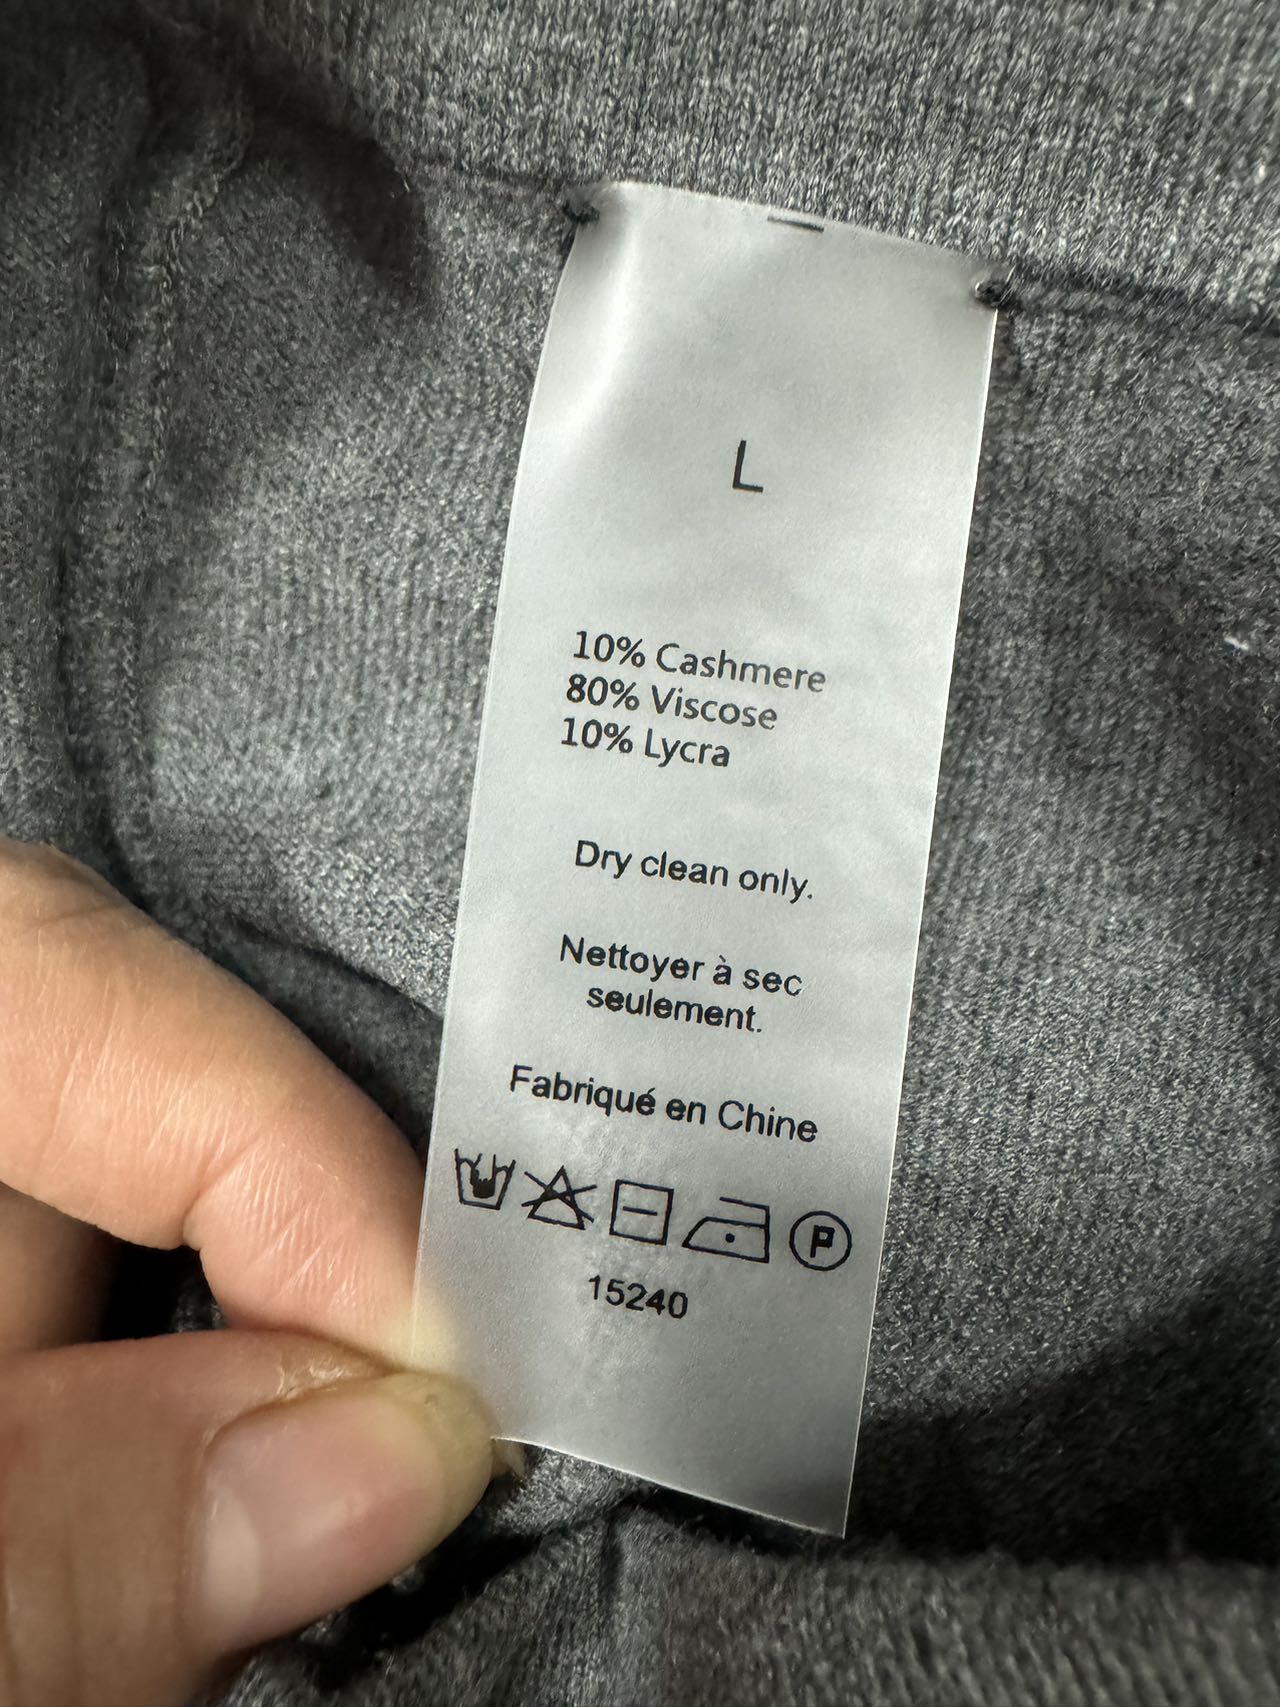 L
10% Cashmere
80% Viscose
10% Lycra
Dry clean only.
Nettoyer à sec
seulement.
Fabriqué en Chine
P
15240